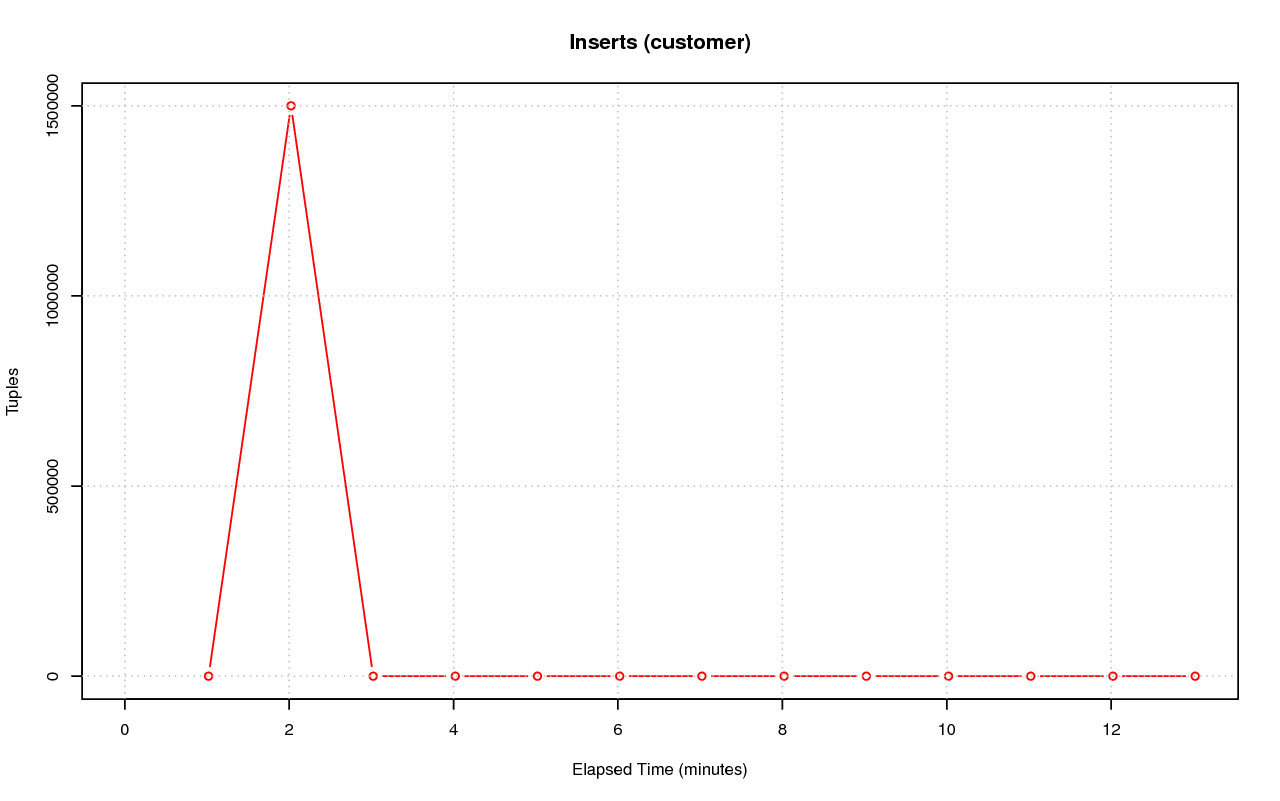 Inserts (customer)
1500000
1000000
500000
0
Tuples
0 2 4 6 8 10 12
Elapsed Time (minutes)